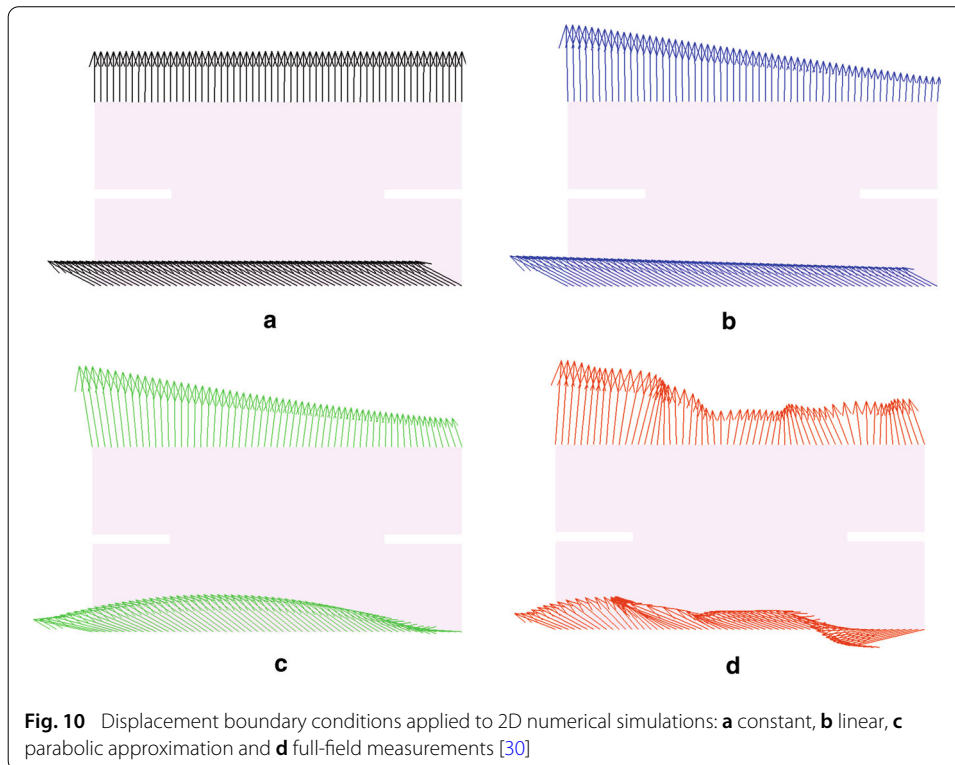 a
b
c
d
Fig. 10 Displacement boundary conditions applied to 2D numerical simulations: a constant, b linear, c
parabolic approximation and d full-field measurements [30]